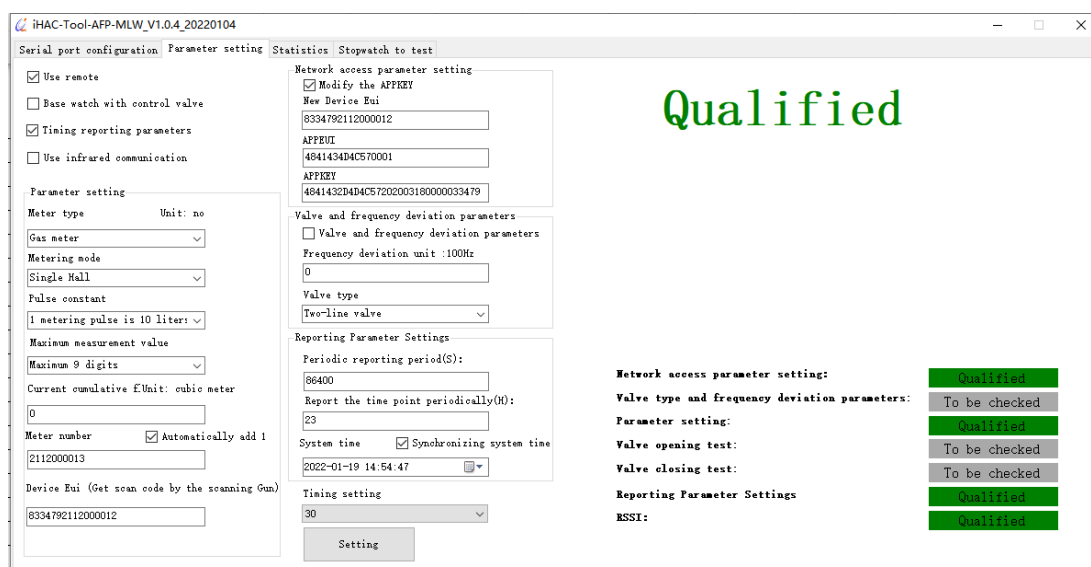 iHAC-Tool-AFP-MLW_V1.0.4_20220104
Serial port configuration Parameter setting Statistics Stopwatch to test
Use remote
Base watch with control valve
Timing reporting parameters
Use infrared communication
Parameter setting
Meter type Unit: no
Gas meter
Metering mode
Single Hall
Pulse constant
1 metering pulse is 10 liters
Maximum measurement value
Maximum 9 digits
Current cumulative f.Unit: cubic meter
0
Meter number Automatically add 1
2112000013
Device Eui (Get scan code by the scanning Gun)
8334792112000012
Network access parameter setting
Modify the APPKEY
New Device Eui
8334792112000012
APPEUI
4841434D4C570001
APPKEY
4841432D4D4C57202003180000033479
Valve and frequency deviation parameters
Valve and frequency deviation parameters
Frequency deviation unit :100Hz
0
Valve type
Two-line valve
Reporting Parameter Settings
Periodic reporting period(S):
86400
Report the time point periodically(H):
23
System time Synchronizing system time
2022-01-19 14:54:47
Timing setting
30
Setting
Qualified
Network access parameter setting: Qualified
Valve type and frequency deviation parameters: To be checked
Parameter setting: Qualified
Valve opening test: To be checked
Valve closing test: To be checked
Reporting Parameter Settings Qualified
RSSI: Qualified